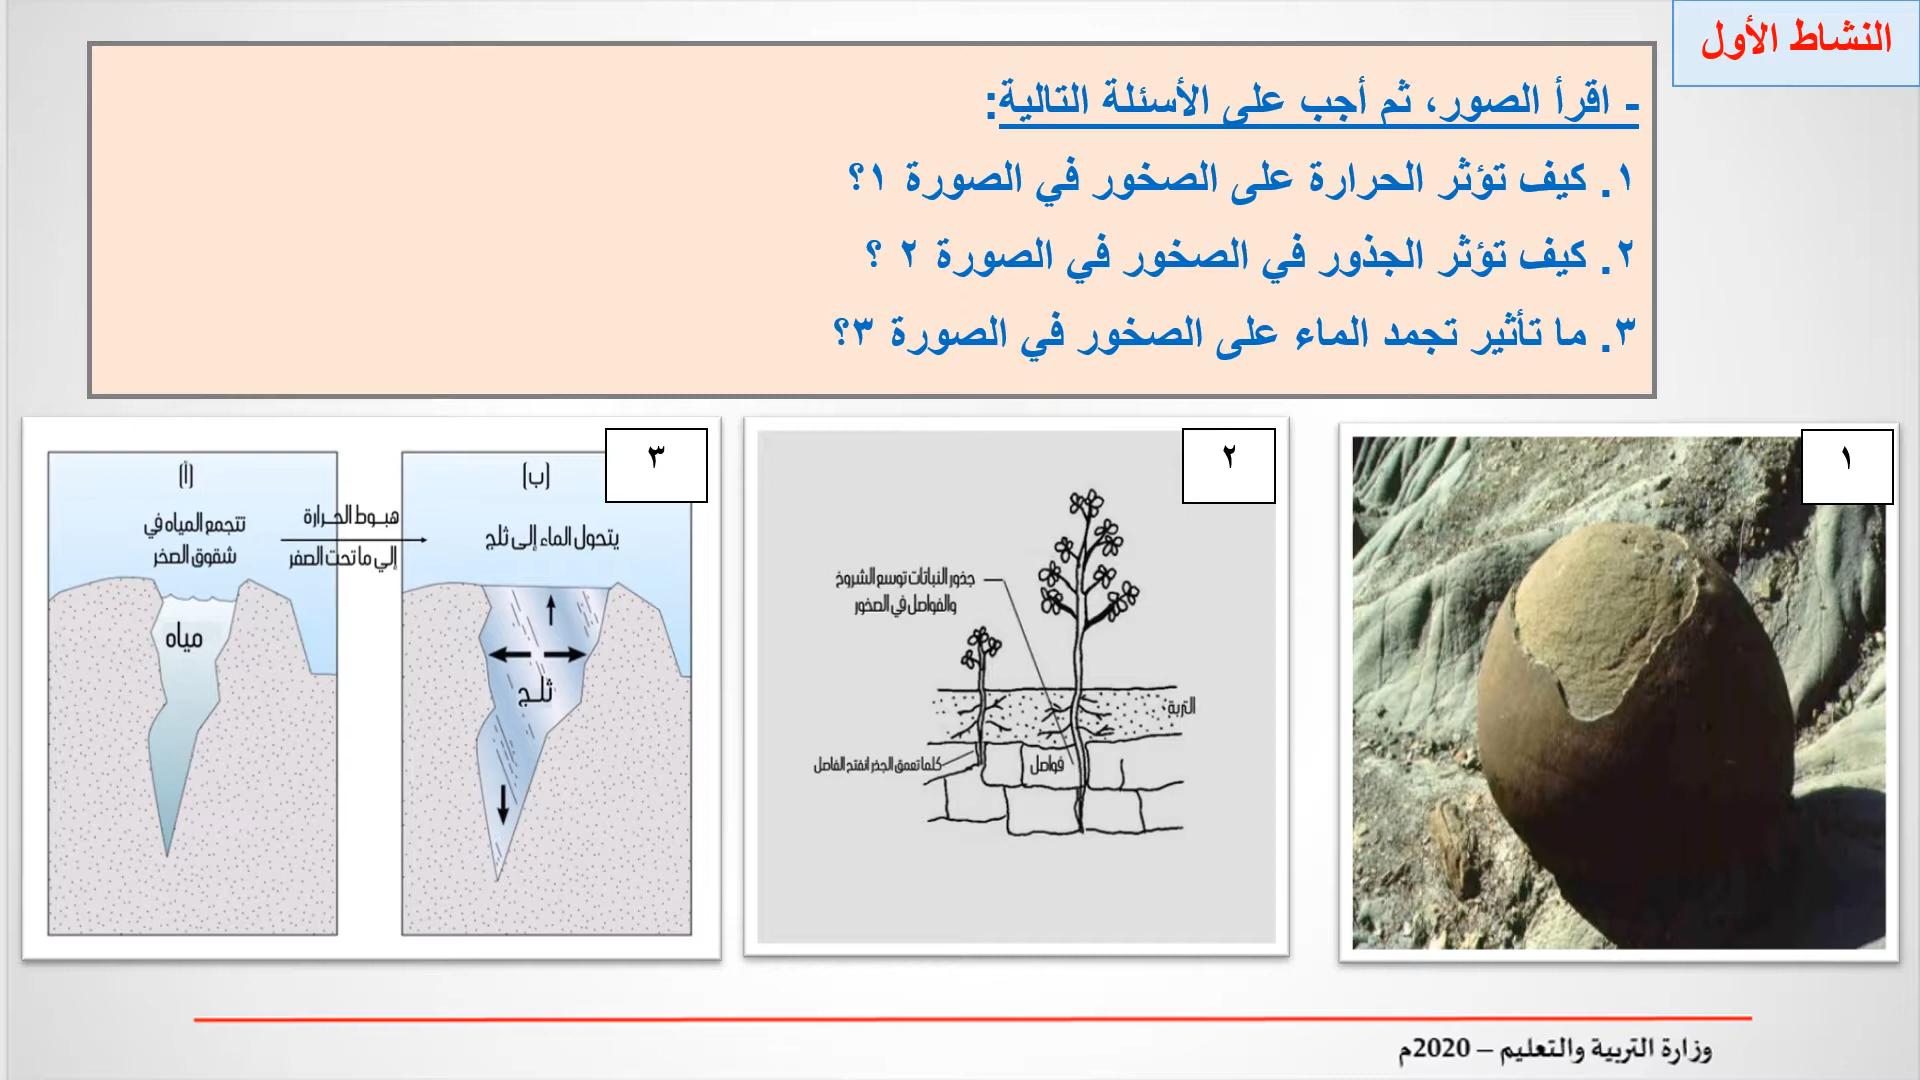 النشاط الأول
- اقرأ الصور، ثم أجب على الأسئلة التالية:
١. كيف تؤثر الحرارة على الصخور في الصورة ١؟
٢. كيف تؤثر الجذور في الصخور في الصورة ٢ ؟
٣. ما تأثير تجمد الماء على الصخور في الصورة ٣؟
١
٢
جذور النباتات توسع الشروخ
والفواصل في الصخور
التربة
فواصل
كلما تعمق الجذر انفتح الفاصل
٣
(أ)
تتجمع المياه في
شقوق الصخر
مياه
هبوط الحرارة
إلي ما تحت الصفر
(ب)
يتحول الماء إلى ثلج
ثلج
وزارة التربية والتعليم – 2020م